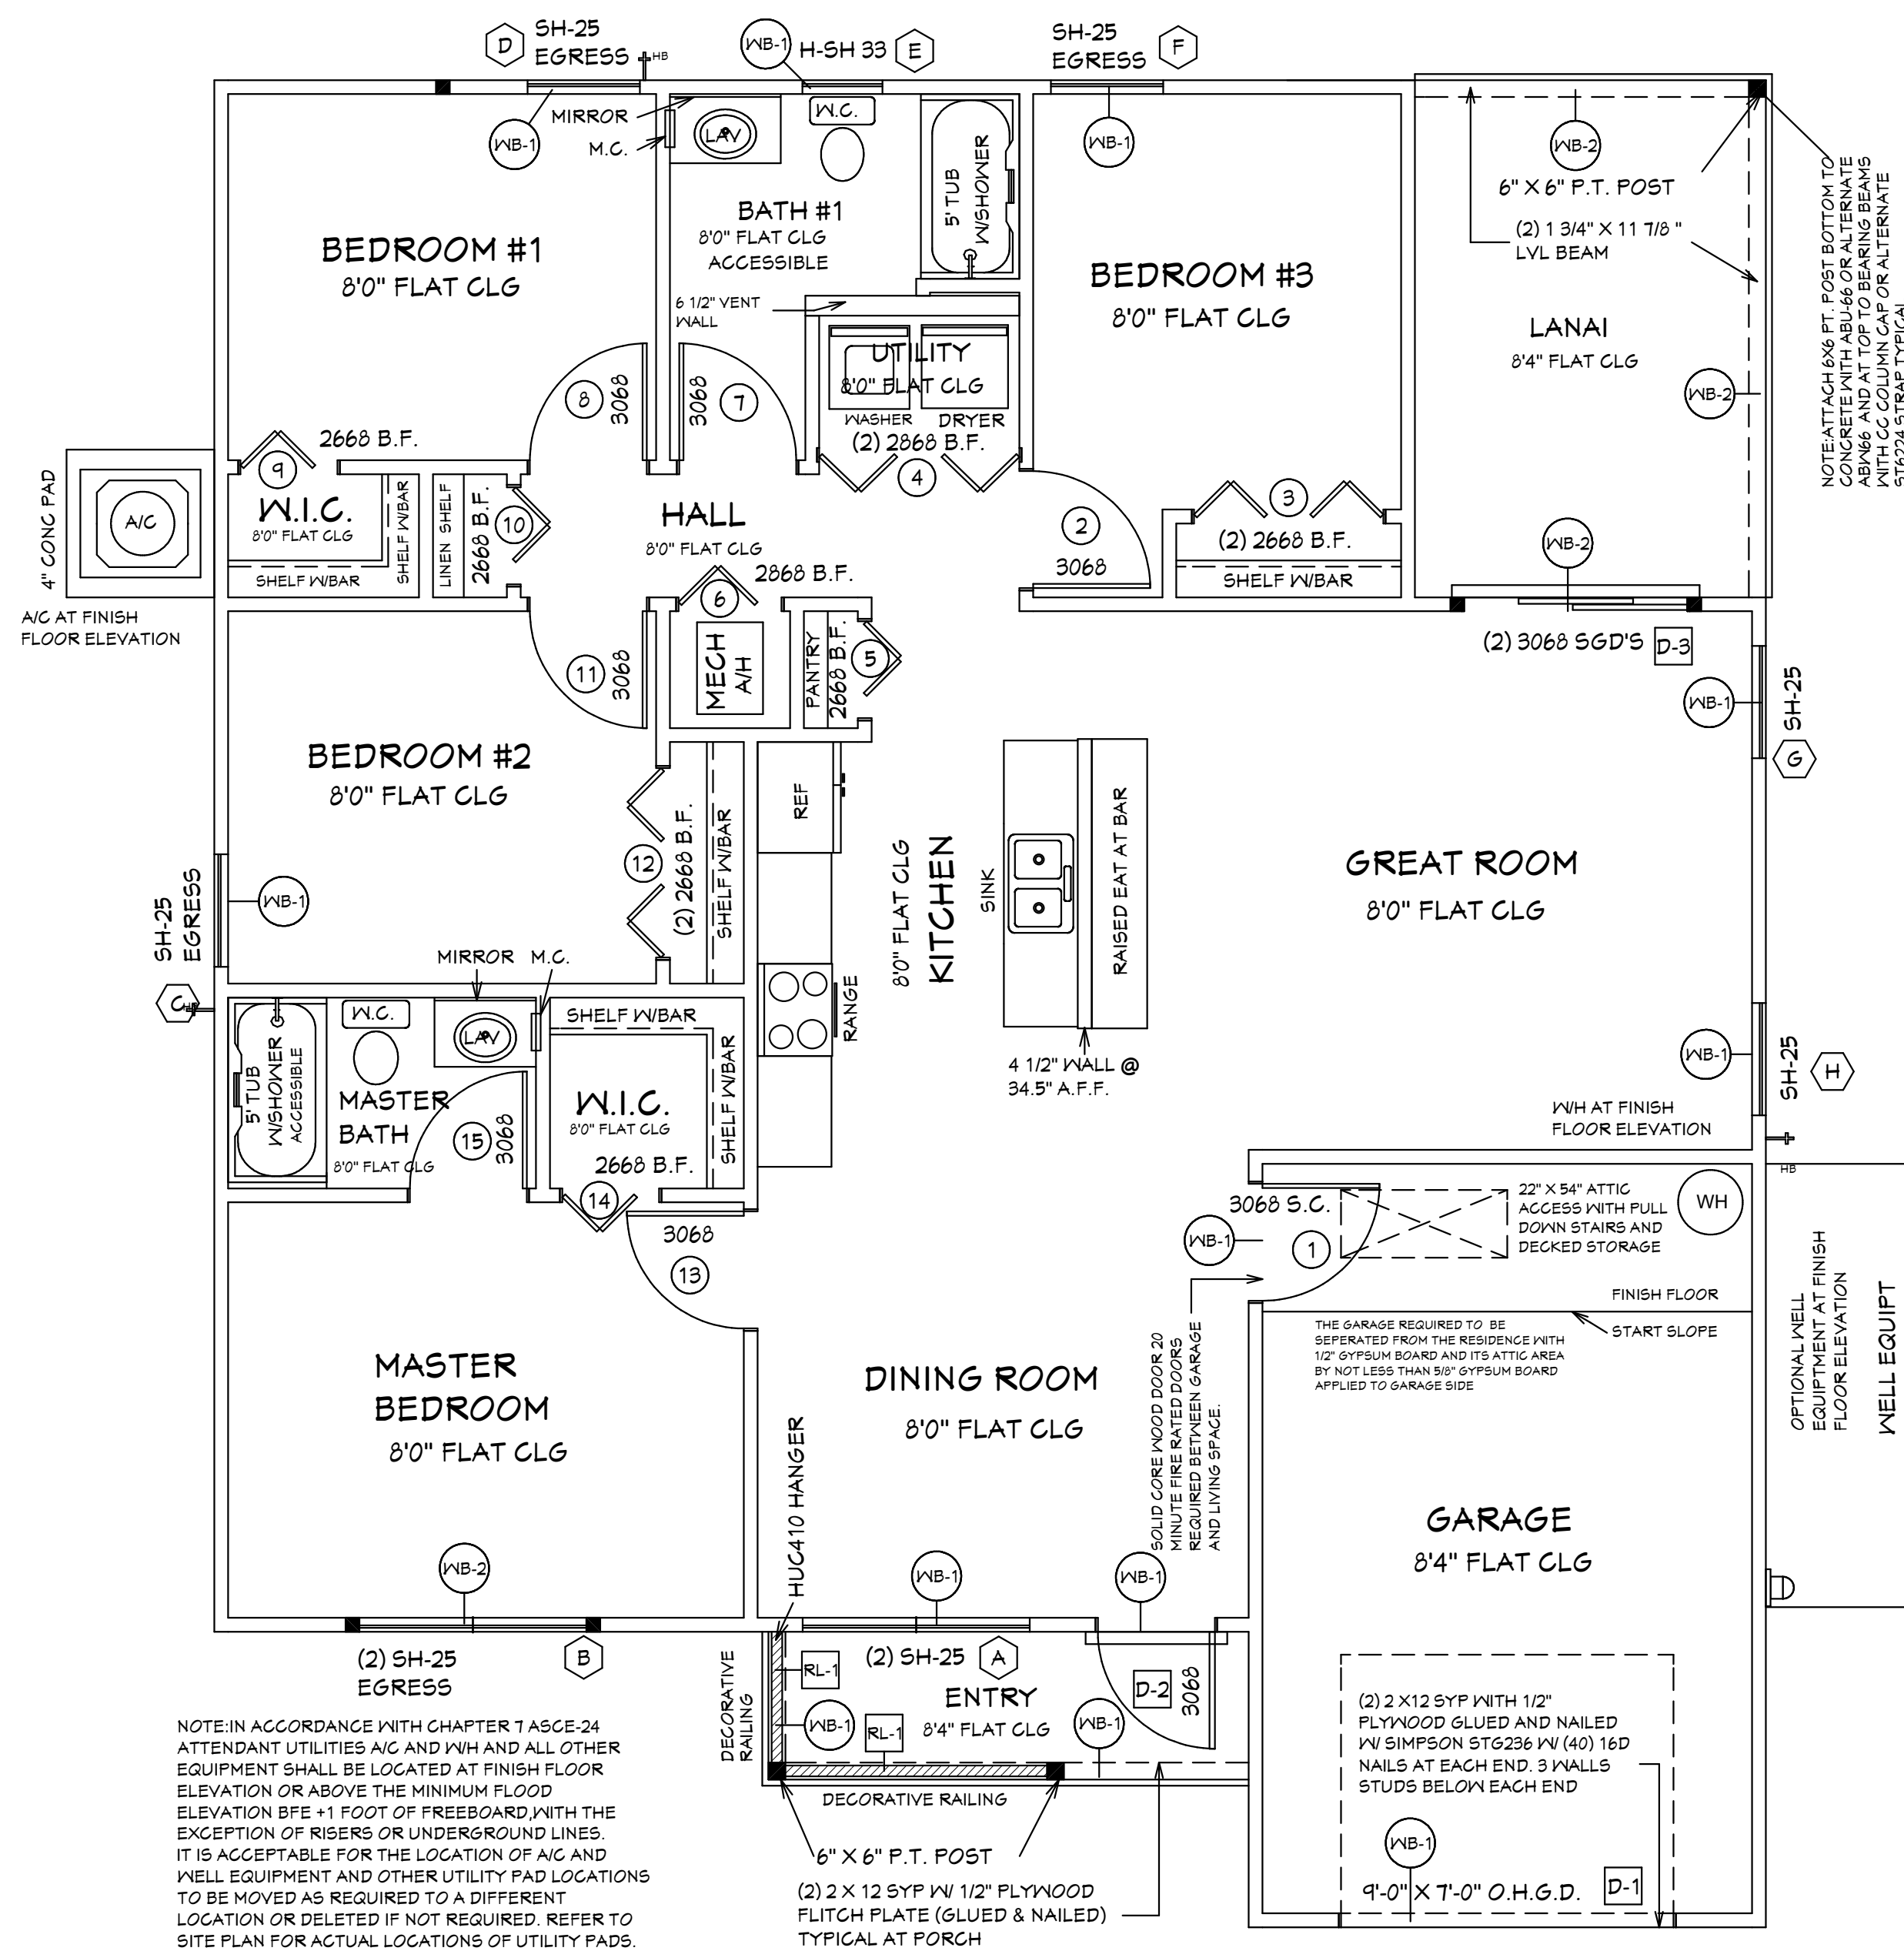 D
SH-25
EGRESS
HB
WB-1
H-SH 33
E
SH-25
EGRESS
F
WB-1
MIRROR
M.C.
LAV
W.C.
5' TUB
W/SHOWER
WB-1
WB-2
6" X 6" P.T. POST
(2) 1 3/4" X 11 7/8 "
LVL BEAM
NOTE:ATTACH 6X6 PT. POST BOTTOM TO
CONCRETE WITH ABU-66 OR ALTERNATE
ABW66 AND AT TOP TO BEARING BEAMS
WITH CC COLUMN CAP OR ALTERNATE
ST6224 STRAP TYPICAL
BEDROOM #1
8'0" FLAT CLG
BATH #1
8'0" FLAT CLG
ACCESSIBLE
6 1/2" VENT
WALL
BEDROOM #3
8'0" FLAT CLG
LANAI
8'4" FLAT CLG
WB-2
UTILITY
8'0" FLAT CLG
WASHER
DRYER
(2) 2868 B.F.
4
8
3068
3068
7
2668 B.F.
9
W.I.C.
8'0" FLAT CLG
SHELF W/BAR
SHELF W/BAR
LINEN SHELF
2668 B.F.
10
HALL
8'0" FLAT CLG
2
3068
3
(2) 2668 B.F.
SHELF W/BAR
WB-2
4" CONC PAD
A/C
A/C AT FINISH
FLOOR ELEVATION
2868 B.F.
6
MECH
A/H
PANTRY
2668 B.F.
5
11
3068
(2) 3068 SGD'S
D-3
WB-1
SH-25
G
BEDROOM #2
8'0" FLAT CLG
12
(2) 2668 B.F.
SHELF W/BAR
REF
8'0" FLAT CLG
KITCHEN
SINK
RAISED EAT AT BAR
GREAT ROOM
8'0" FLAT CLG
SH-25
EGRESS
WB-1
C
HB
MIRROR M.C.
W.C.
LAV
5' TUB
W/SHOWER
ACCESSIBLE
MASTER
BATH
8'0" FLAT CLG
15
3068
SHELF W/BAR
SHELF W/BAR
W.I.C.
8'0" FLAT CLG
2668 B.F.
14
RANGE
4 1/2" WALL @
34.5" A.F.F.
WB-1
SH-25
H
W/H AT FINISH
FLOOR ELEVATION
HB
3068
13
3068 S.C.
WB-1
1
22" X 54" ATTIC
ACCESS WITH PULL
DOWN STAIRS AND
DECKED STORAGE
WH
FINISH FLOOR
START SLOPE
THE GARAGE REQUIRED TO BE
SEPERATED FROM THE RESIDENCE WITH
1/2" GYPSUM BOARD AND ITS ATTIC AREA
BY NOT LESS THAN 5/8" GYPSUM BOARD
APPLIED TO GARAGE SIDE
OPTIONAL WELL
EQUIPTMENT AT FINISH
FLOOR ELEVATION
WELL EQUIPT
MASTER
BEDROOM
8'0" FLAT CLG
DINING ROOM
8'0" FLAT CLG
SOLID CORE WOOD DOOR 20
MINUTE FIRE RATED DOORS
REQUIRED BETWEEN GARAGE
AND LIVING SPACE.
HUC410 HANGER
GARAGE
8'4" FLAT CLG
WB-2
WB-1
WB-1
(2) SH-25
EGRESS
B
DECORATIVE
RAILING
RL-1
(2) SH-25
A
ENTRY
8'4" FLAT CLG
WB-1
RL-1
WB-1
D-2
3068
DECORATIVE RAILING
6" X 6" P.T. POST
(2) 2 X 12 SYP W/ 1/2" PLYWOOD
FLITCH PLATE (GLUED & NAILED)
TYPICAL AT PORCH
(2) 2 X12 SYP WITH 1/2"
PLYWOOD GLUED AND NAILED
W/ SIMPSON STG236 W/ (40) 16D
NAILS AT EACH END. 3 WALLS
STUDS BELOW EACH END
WB-1
9'-0" X 7'-0" O.H.G.D.
D-1
NOTE:IN ACCORDANCE WITH CHAPTER 7 ASCE-24
ATTENDANT UTILITIES A/C AND W/H AND ALL OTHER
EQUIPMENT SHALL BE LOCATED AT FINISH FLOOR
ELEVATION OR ABOVE THE MINIMUM FLOOD
ELEVATION BFE +1 FOOT OF FREEBOARD,WITH THE
EXCEPTION OF RISERS OR UNDERGROUND LINES.
IT IS ACCEPTABLE FOR THE LOCATION OF A/C AND
WELL EQUIPMENT AND OTHER UTILITY PAD LOCATIONS
TO BE MOVED AS REQUIRED TO A DIFFERENT
LOCATION OR DELETED IF NOT REQUIRED. REFER TO
SITE PLAN FOR ACTUAL LOCATIONS OF UTILITY PADS.